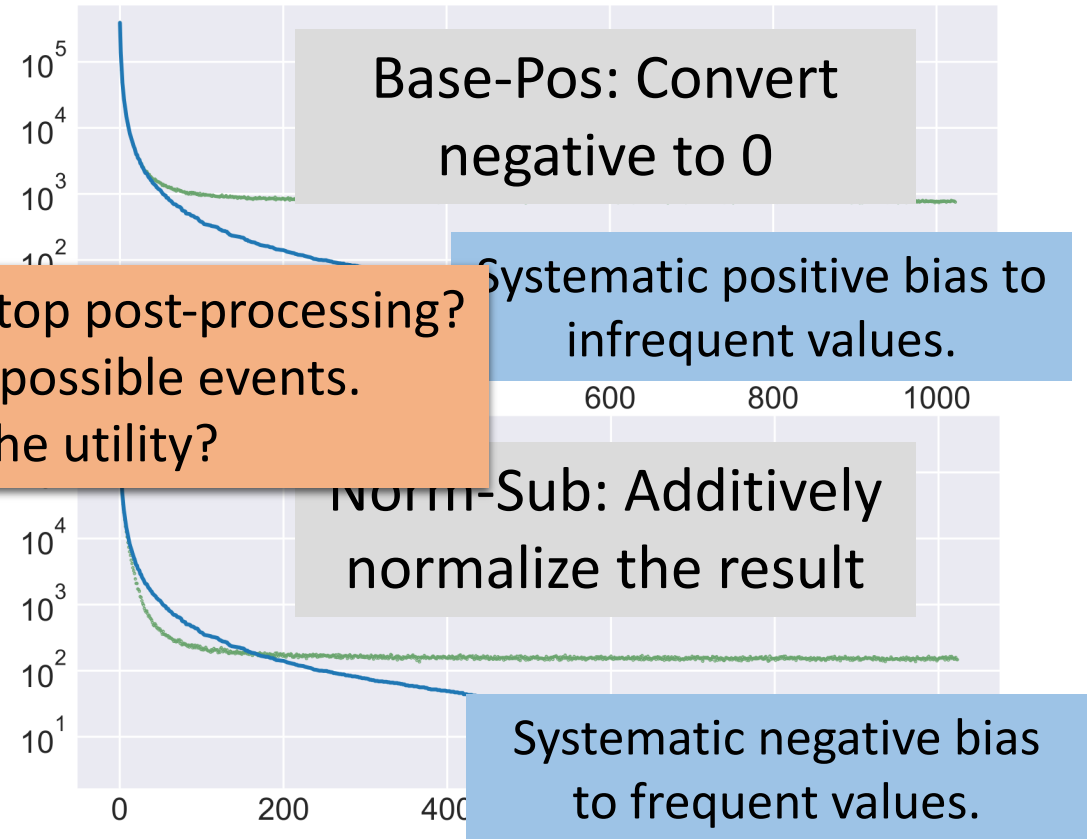 10^5
Base-Pos: Convert
10^4
negative to 0
10^3
10^2
Systematic positive bias to
top post-processing?
infrequent values.
possible events.
600 800 1000
he utility?
Norm-Sub: Additively
10^4
normalize the result
10^3
10^2
10^1
Systematic negative bias
to frequent values.
0 200 400